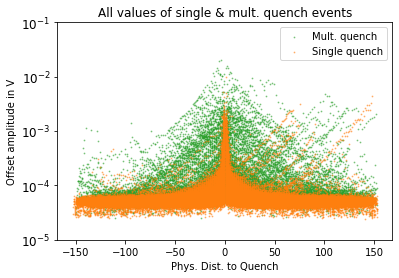 All values of single & mult. quench events
Mult. quench
Single quench
Offset amplitude in V
10⁻¹
10⁻²
10⁻³
10⁻⁴
10⁻⁵
−150 −100 −50 0 50 100 150
Phys. Dist. to Quench